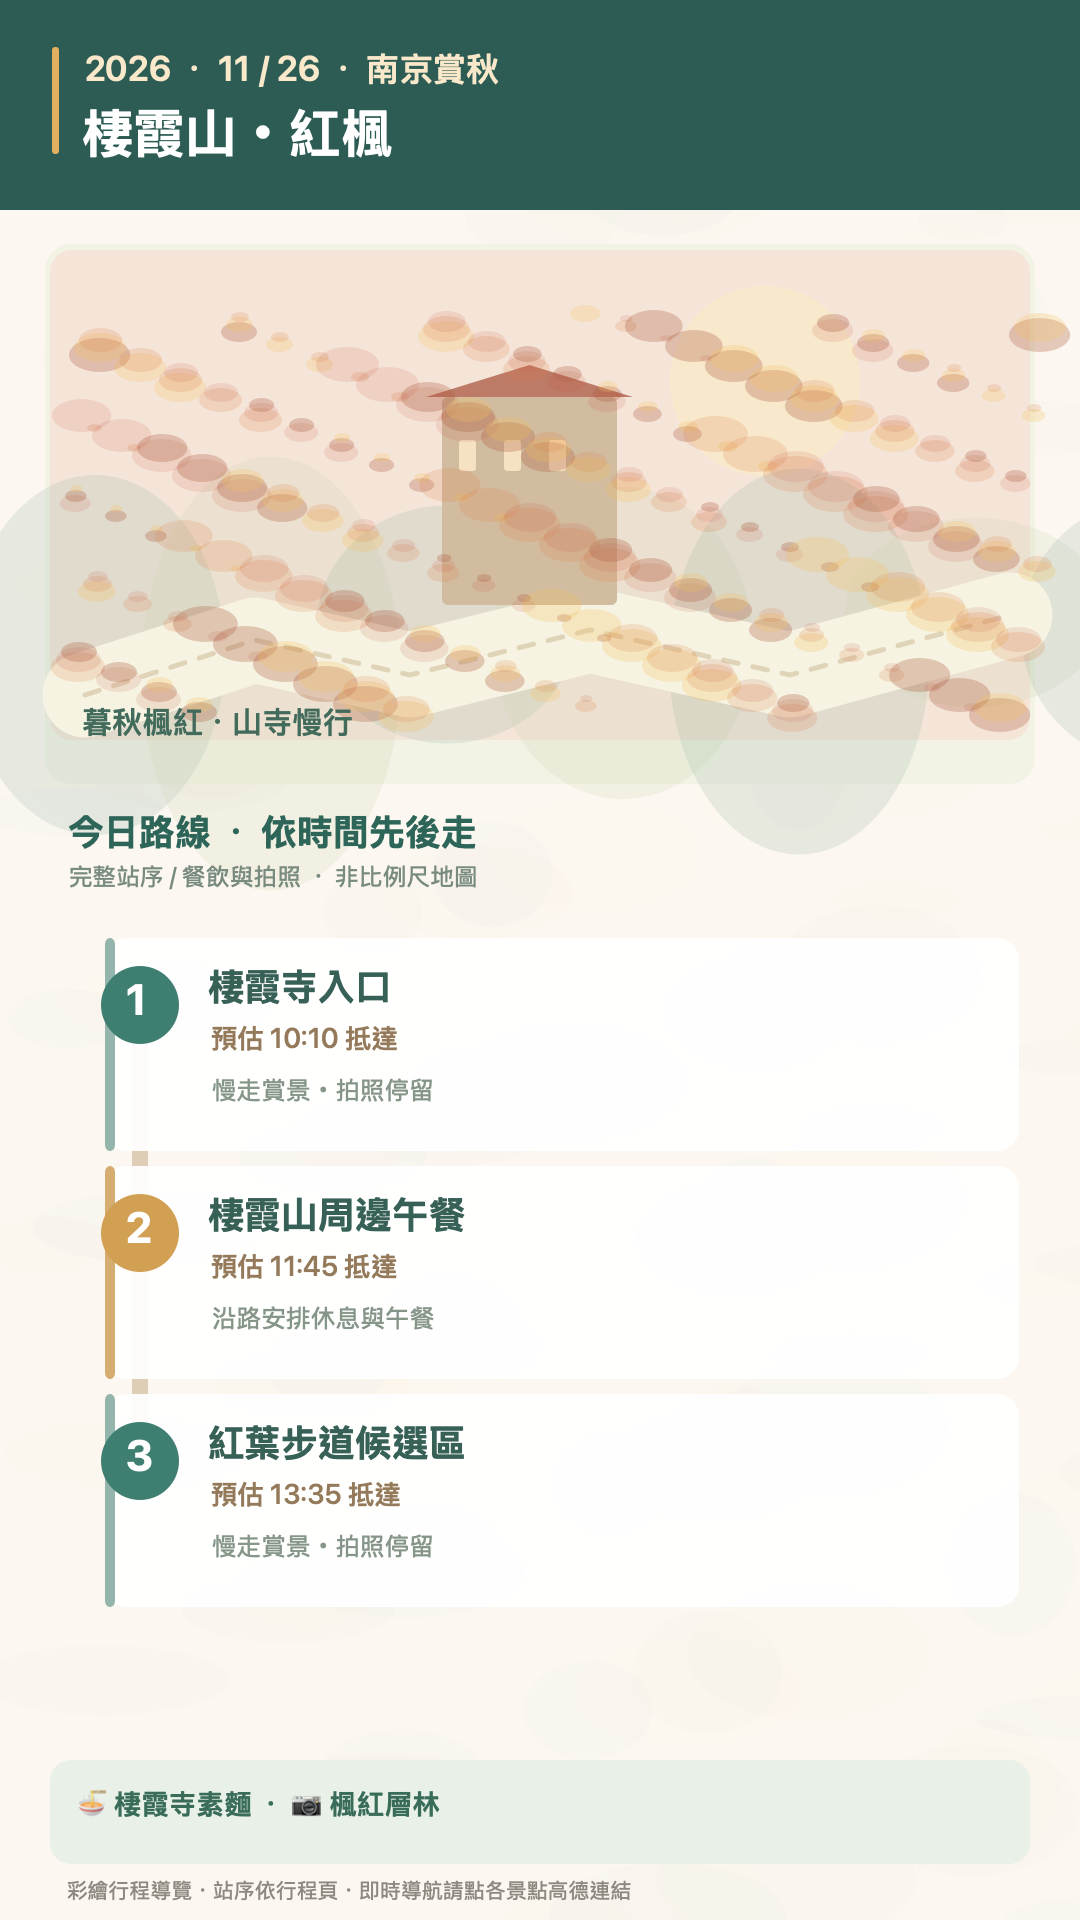 2026 · 11/26 · 南京賞秋
棲霞山・紅楓
暮秋楓紅 · 山寺慢行
今日路線 · 依時間先後走
完整站序 / 餐飲與拍照 · 非比例尺地圖
1
棲霞寺入口
預估 10:10 抵達
慢走賞景・拍照停留
2
棲霞山周邊午餐
預估 11:45 抵達
沿路安排休息與午餐
3
紅葉步道候選區
預估 13:35 抵達
慢走賞景・拍照停留
🍜 棲霞寺素麵 · 📷 楓紅層林
彩繪行程導覽 · 站序依行程頁 · 即時導航請點各景點高德連結